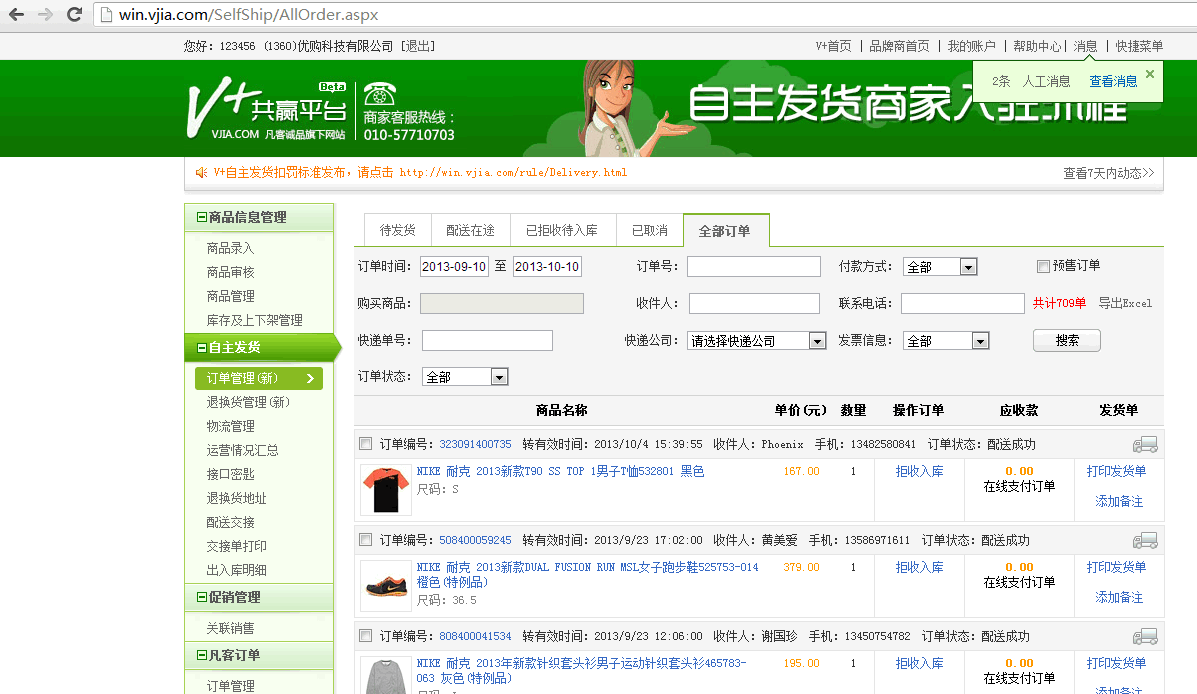 win.vjia.com/SelfShip/AllOrder.aspx
您好: 123456 (1360)优购科技有限公司 [退出]
V+首页 | 品牌商首页 | 我的账户 | 帮助中心 | 消息 | 快捷菜单
2条 人工消息 查看消息 ×
V+共赢平台 Beta
VJIA.COM 凡客诚品旗下网站
商家客服热线:
010-57710703
自主发货商家入驻流程
V+自主发货扣罚标准发布,请点击 http://win.vjia.com/rule/Delivery.html
查看7天内动态>>
商品信息管理
商品录入
商品审核
商品管理
库存及上下架管理
自主发货
订单管理(新)
退换货管理(新)
物流管理
运营情况汇总
接口密匙
退换货地址
配送交接
交接单打印
出入库明细
促销管理
关联销售
凡客订单
订单管理
待发货 配送在途 已拒收待入库 已取消 全部订单
订单时间: 2013-09-10 至 2013-10-10 订单号: 付款方式: 全部 预售订单
购买商品: 收件人: 联系电话: 共计709单 导出Excel
快递单号: 快递公司: 请选择快递公司 发票信息: 全部 搜索
订单状态: 全部
商品名称 单价(元) 数量 操作订单 应收款 发货单
订单编号: 323091400735 转有效时间: 2013/10/4 15:39:55 收件人: Phoenix 手机: 13482580841 订单状态: 配送成功
NIKE 耐克 2013新款T90 SS TOP 1男子T恤532801 黑色 167.00 1 拒收入库 0.00 打印发货单
尺码: S 在线支付订单
添加备注
订单编号: 508400059245 转有效时间: 2013/9/23 17:02:00 收件人: 黄美爱 手机: 13586971611 订单状态: 配送成功
NIKE 耐克 2013新款DUAL FUSION RUN MSL女子跑步鞋525753-014 379.00 1 拒收入库 0.00 打印发货单
橙色(特例品) 在线支付订单
尺码: 36.5 添加备注
订单编号: 808400041534 转有效时间: 2013/9/23 12:06:00 收件人: 谢国珍 手机: 13450754782 订单状态: 配送成功
NIKE 耐克 2013年新款针织套头衫男子运动针织套头衫465783- 195.00 1 拒收入库 0.00 打印发货单
063 灰色(特例品) 在线支付订单
添加备注